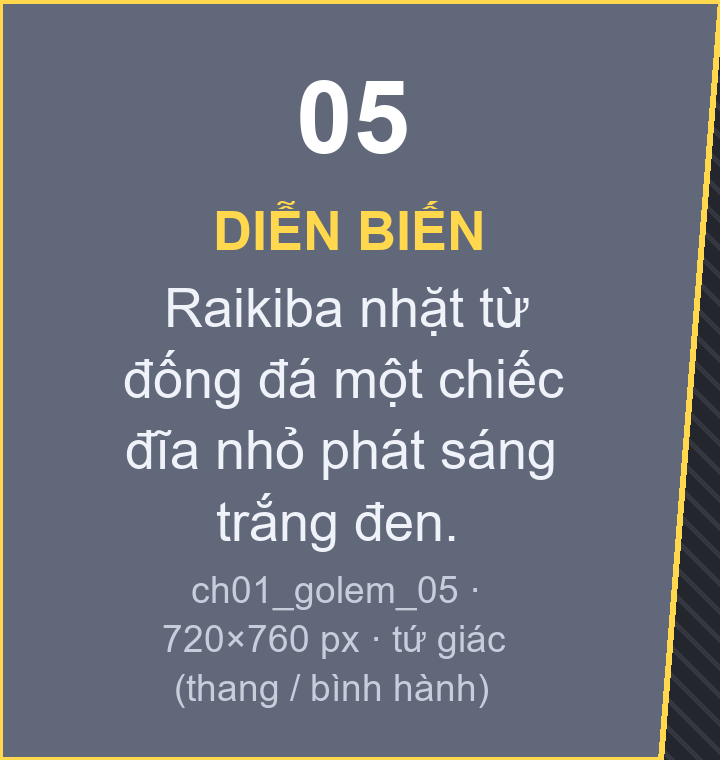 05
DIỄN BIẾN
Raikiba nhặt từ
đống đá một chiếc
đĩa nhỏ phát sáng
trắng đen.
ch01_golem_05 ·
720×760 px · tứ giác
(thang / bình hành)